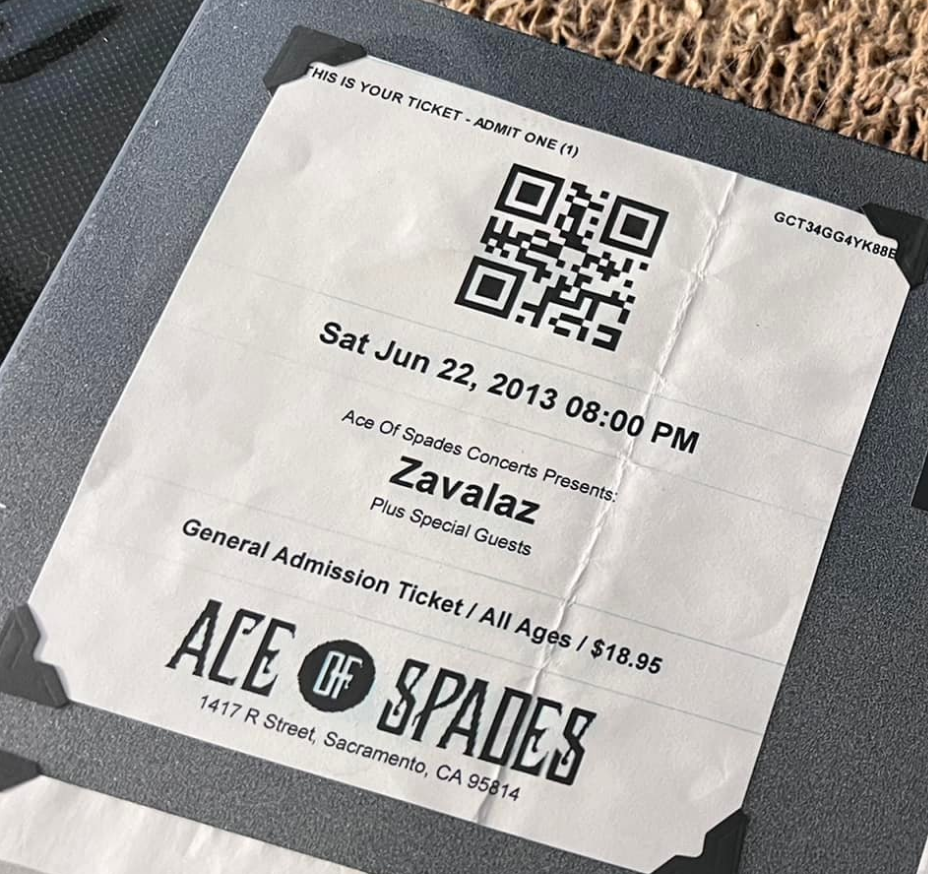 THIS IS YOUR TICKET - ADMIT ONE (1)
GCT34GG4YK88E
Sat Jun 22, 2013 08:00 PM
Ace Of Spades Concerts Presents:
Zavalaz
Plus Special Guests
General Admission Ticket / All Ages / $18.95
ACE OF SPADES
1417 R Street, Sacramento, CA 95814